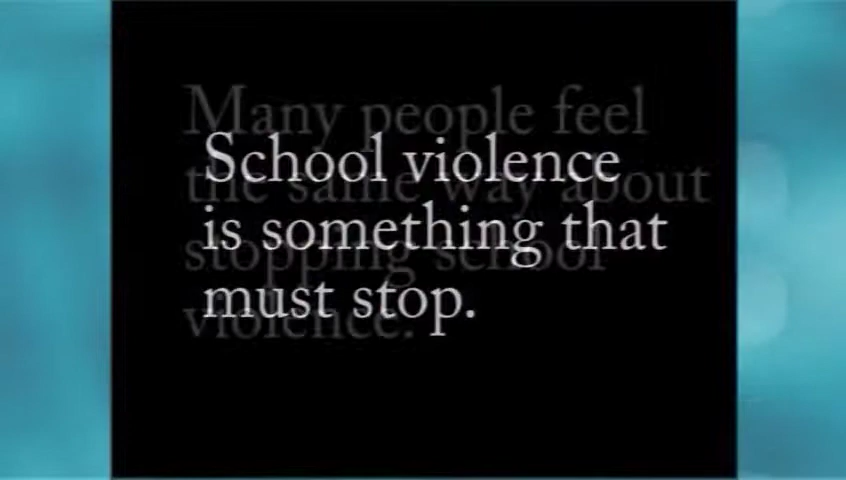 School violence
is something that
must stop.
Many people feel
the same way about
stopping school
violence.